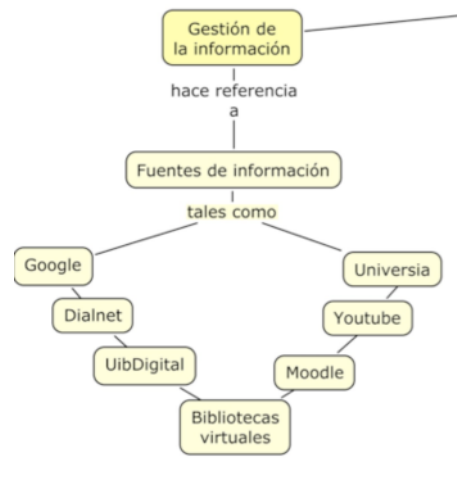 Gestión de
la información
hace referencia
a
Fuentes de información
tales como
Google
Universia
Dialnet
Youtube
UibDigital
Moodle
Bibliotecas
virtuales